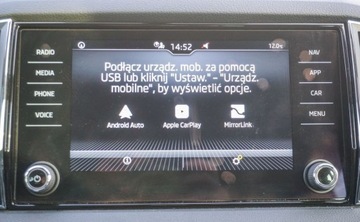 14:52
12.0°C
RADIO
MEDIA
PHONE
VOICE
NAV
APP
CAR
MENU
Podłącz urządz. mob. za pomocą
USB lub kliknij "Ustaw." - "Urządz.
mobilne", by wyświetlić opcje.
Android Auto
Apple CarPlay
MirrorLink